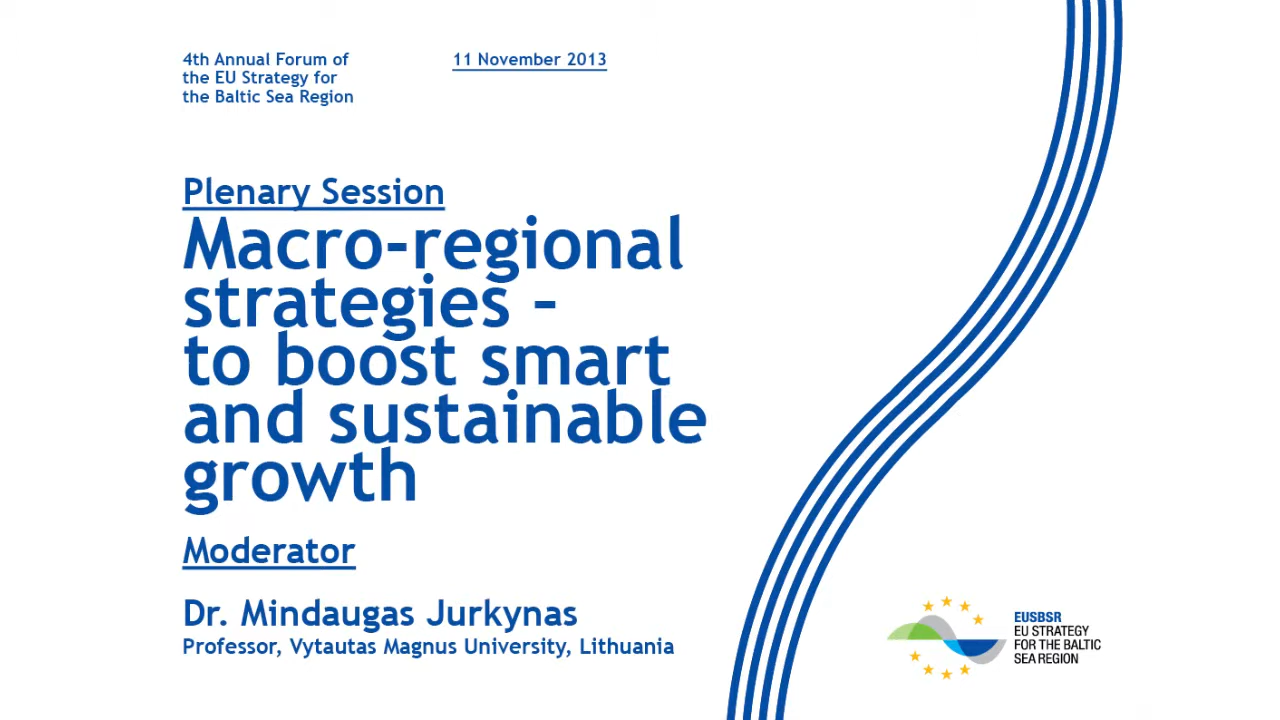 4th Annual Forum of
the EU Strategy for
the Baltic Sea Region
11 November 2013
Plenary Session
Macro-regional
strategies –
to boost smart
and sustainable
growth
Moderator
Dr. Mindaugas Jurkynas
Professor, Vytautas Magnus University, Lithuania
EUSBSR
EU STRATEGY
FOR THE BALTIC
SEA REGION